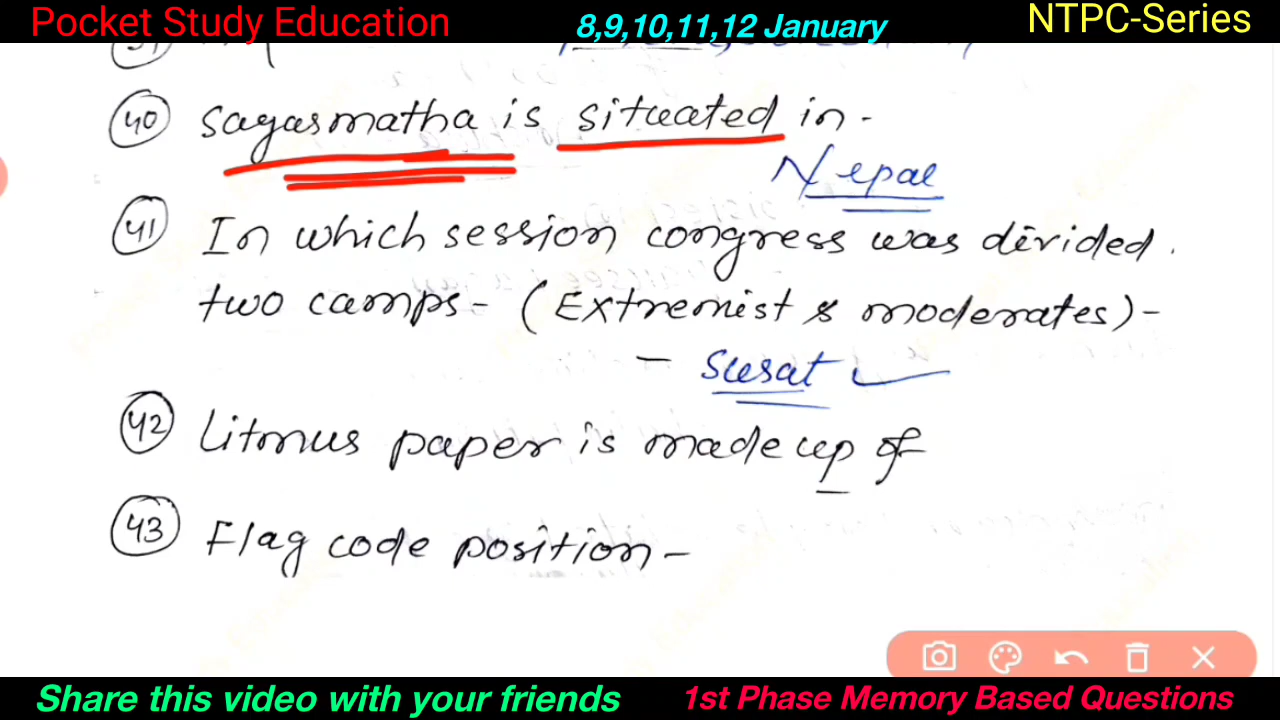 Pocket Study Education
8,9,10,11,12 January
NTPC-Series
40 Sagarmatha is situated in -
Nepal
41 In which session congress was divided.
two camps - (Extremist & moderates) -
- Surat
42 Litmus paper is made up of
43 Flag code position -
Share this video with your friends
1st Phase Memory Based Questions